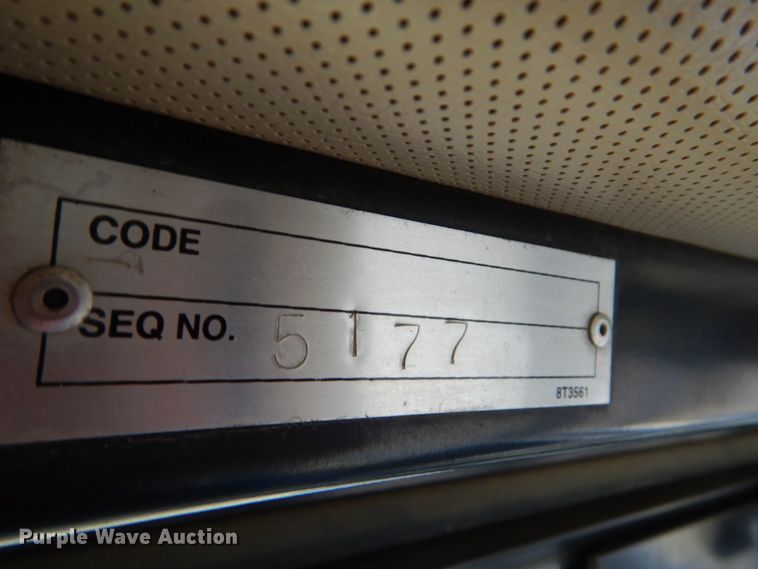 CODE
SEQ NO. 5177
8T3561
Purple Wave Auction